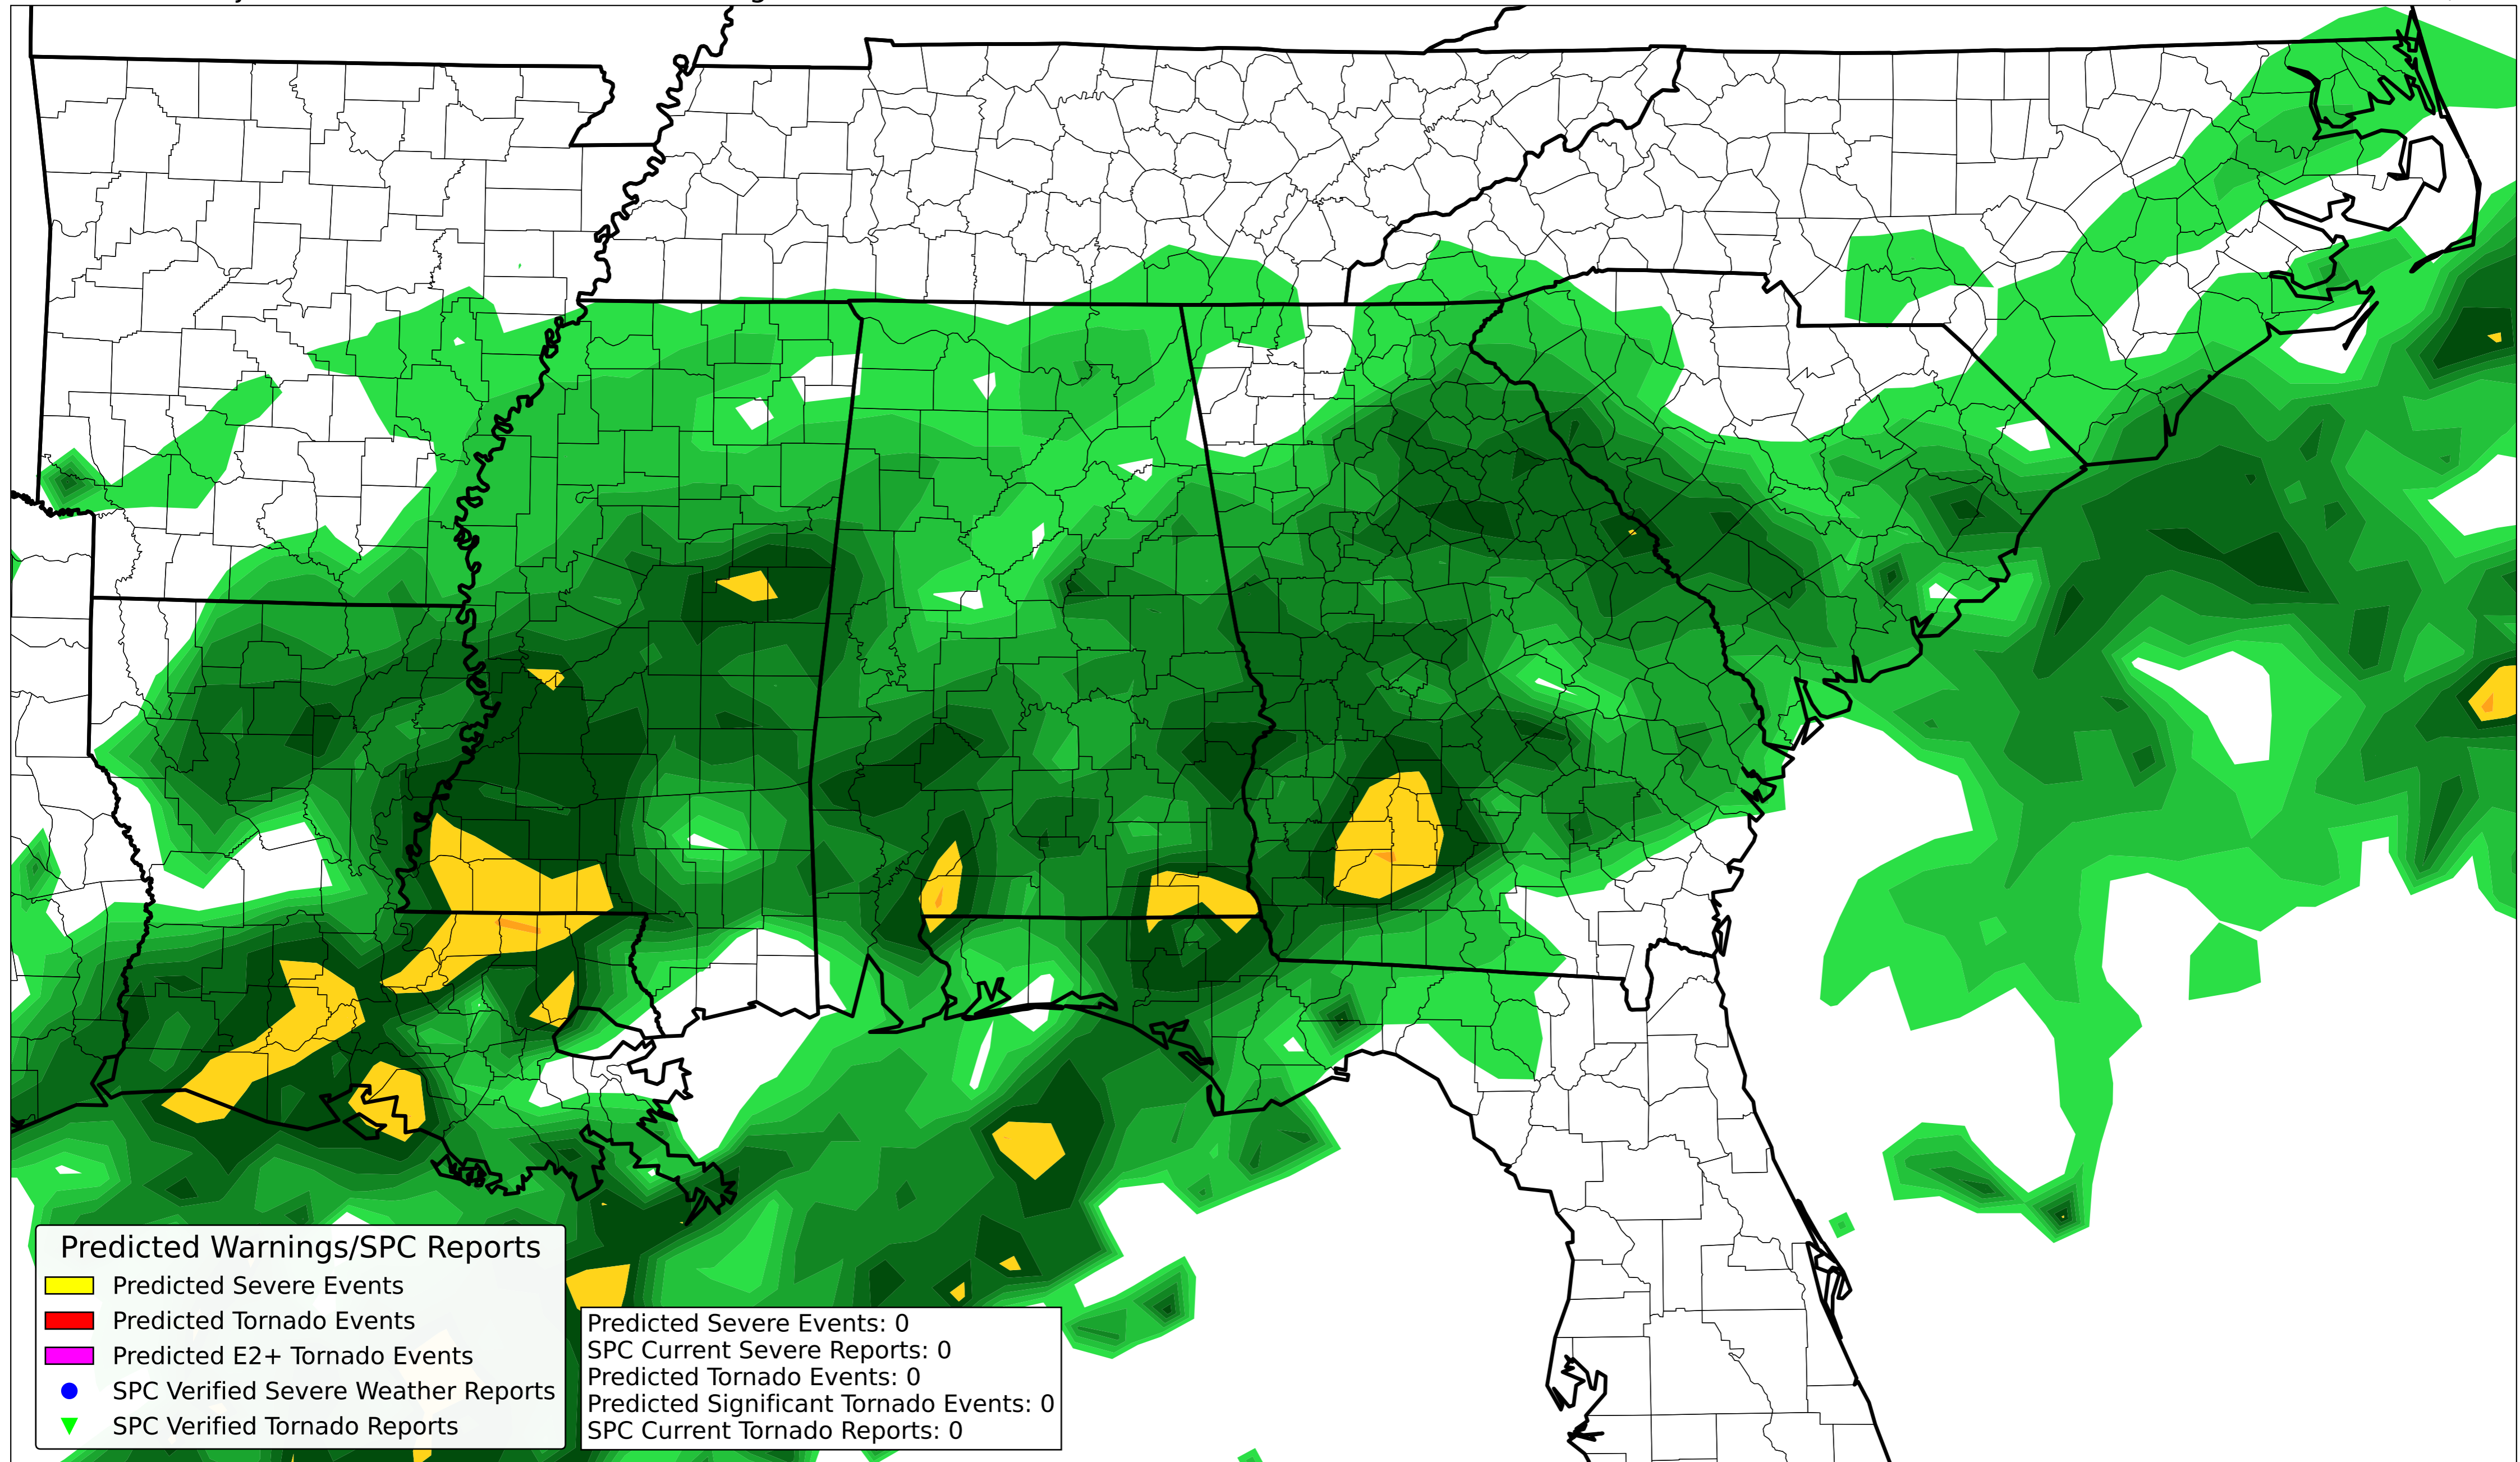 Predicted Warnings/SPC Reports
Predicted Severe Events
Predicted Tornado Events
Predicted E2+ Tornado Events
SPC Verified Severe Weather Reports
SPC Verified Tornado Reports
Predicted Severe Events: 0
SPC Current Severe Reports: 0
Predicted Tornado Events: 0
Predicted Significant Tornado Events: 0
SPC Current Tornado Reports: 0